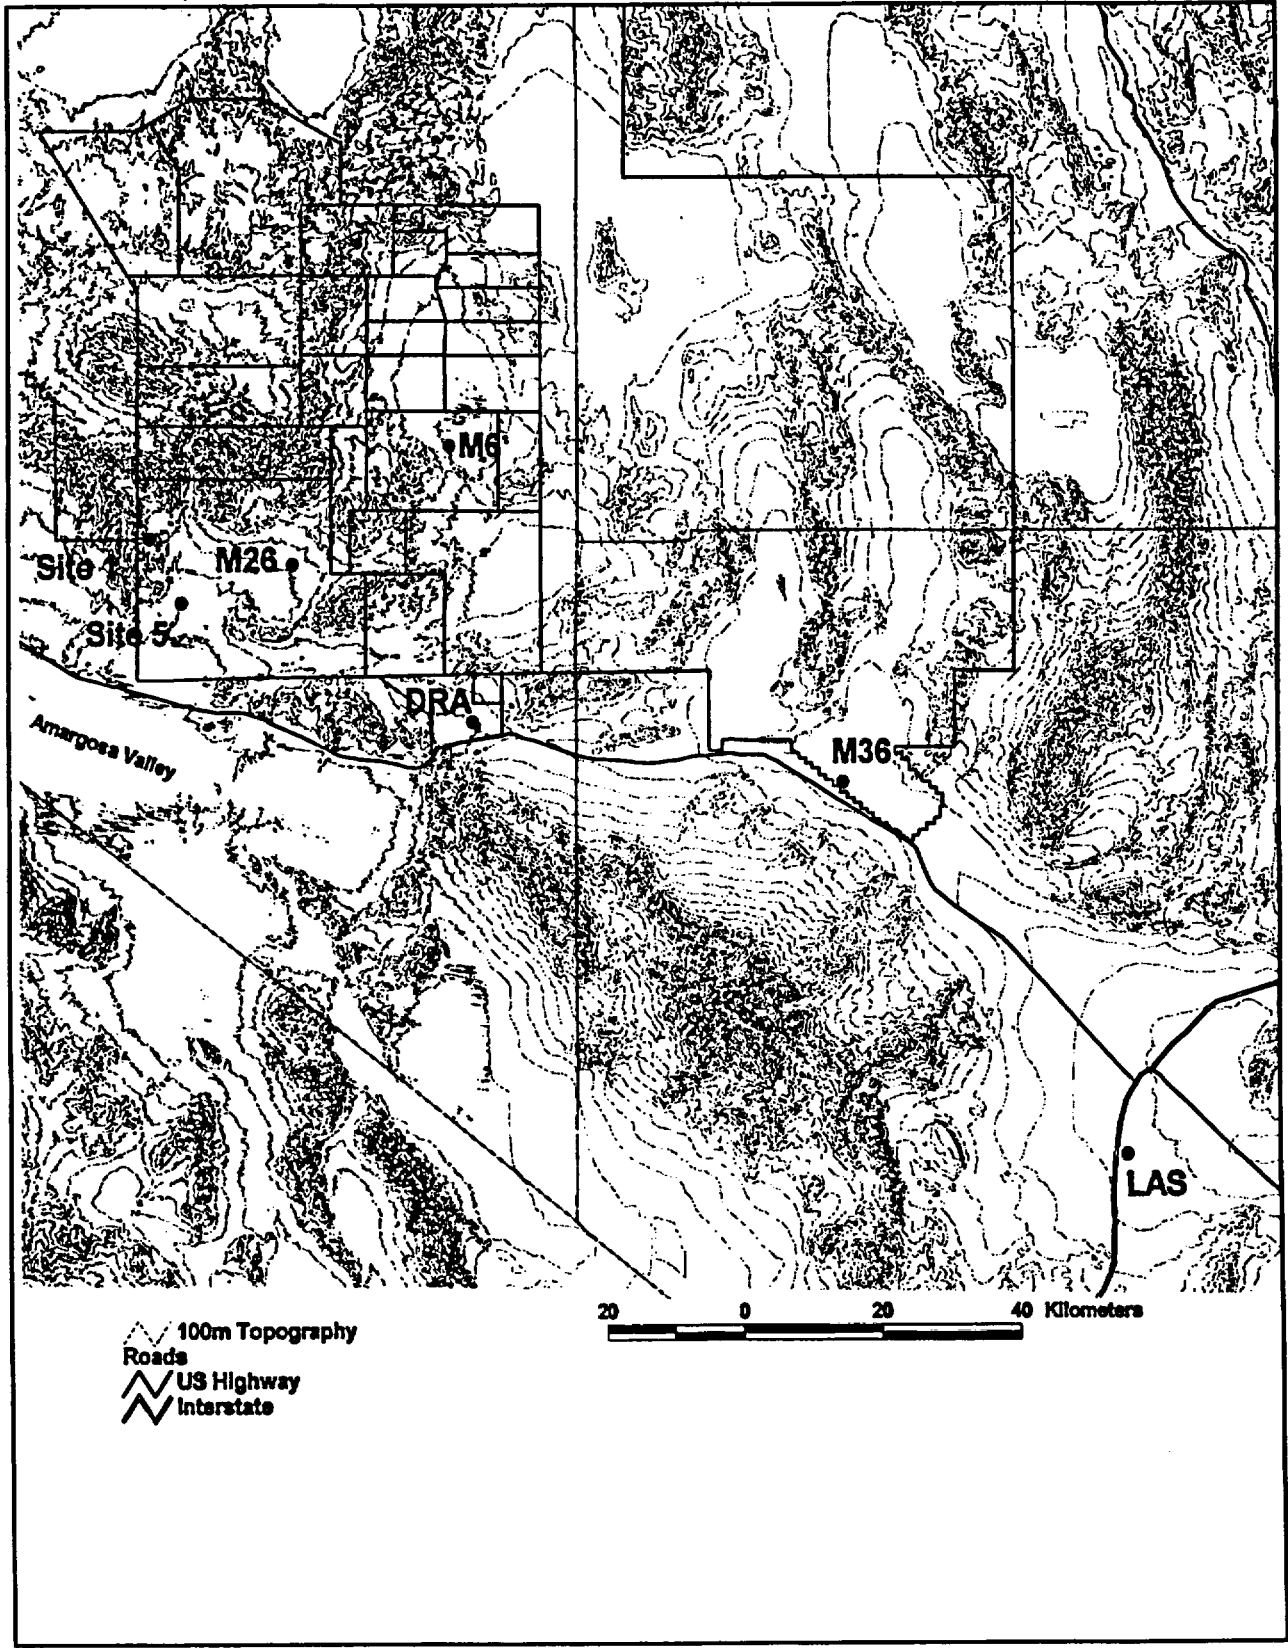 M6
Site 1
M26
Site 5
DRA
Amargosa Valley
M36
LAS
20 0 20 40 Kilometers
100m Topography
Roads
US Highway
Interstate